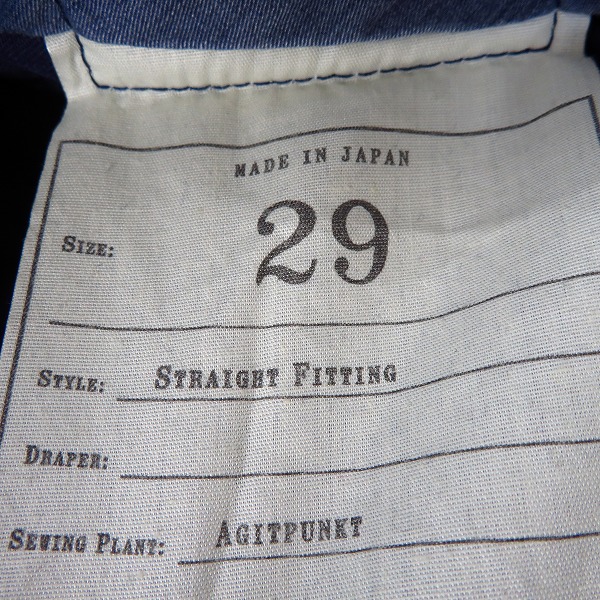 MADE IN JAPAN
SIZE: 29
STYLE: STRAIGHT FITTING
DRAPER:
SEWING PLANT: AGITPUNKT